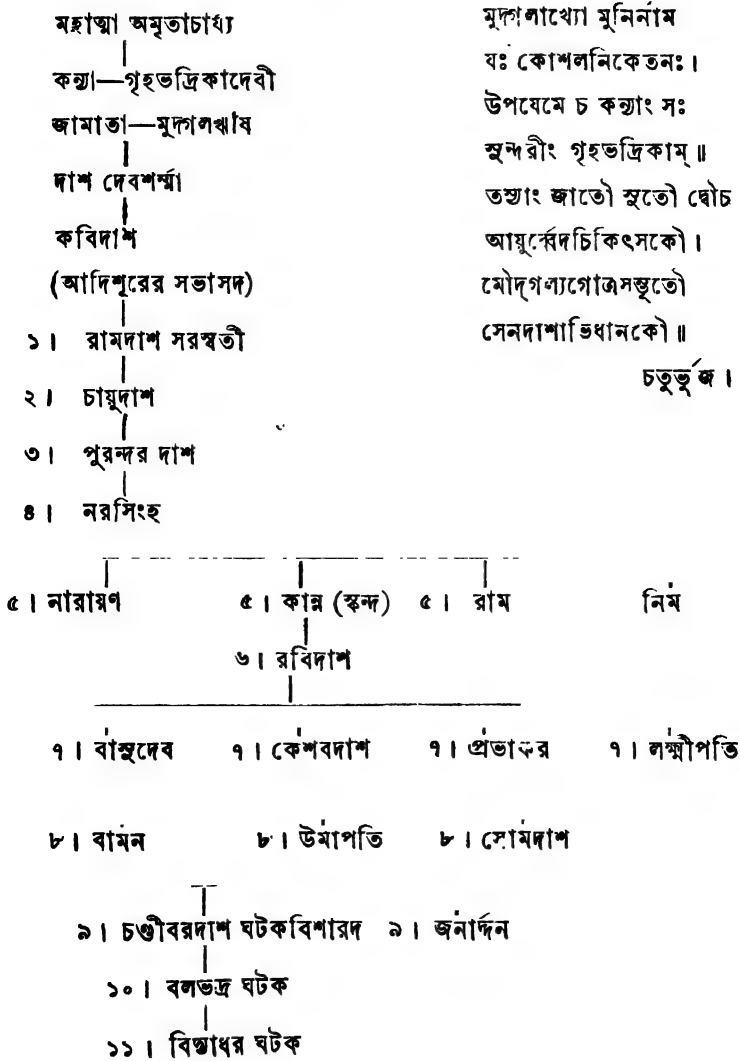 মহাত্মা অমৃতাচার্য্য
কন্যা—গৃহভদ্রিকাদেবী
জামাতা—মুদ্গলঋষি
দাশ দেবশর্ম্মা
কবিদাশ
(আদিশূরের সভাসদ)
১। রামদাশ সরস্বতী
২। চায়ুদাশ
৩। পুরন্দর দাশ
৪। নরসিংহ
মুদ্গলাখ্যো মুনির্নাম
যঃ কোশলনিকেতনঃ।
উপযেমে চ কন্যাং সঃ
সুন্দরীং গৃহভদ্রিকাম্॥
তস্যাং জাতৌ সুতৌ দ্বৌচ
আয়ুর্ব্বেদচিকিৎসকৌ।
মৌদ্গল্যগোত্রসম্ভূতৌ
সেনদাশাভিধানকৌ॥
চতুর্ভুজ।
৫। নারায়ণ ৫। কান্ন (স্কন্দ) ৫। রাম নিম
৬। রবিদাশ
৭। বাসুদেব ৭। কেশবদাশ ৭। প্রভাকর ৭। লক্ষ্মীপতি
৮। বামন ৮। উমাপতি ৮। সোমদাশ
৯। চণ্ডীবরদাশ ঘটকবিশারদ ৯। জনার্দ্দন
১০। বলভদ্র ঘটক
১১। বিদ্যাধর ঘটক